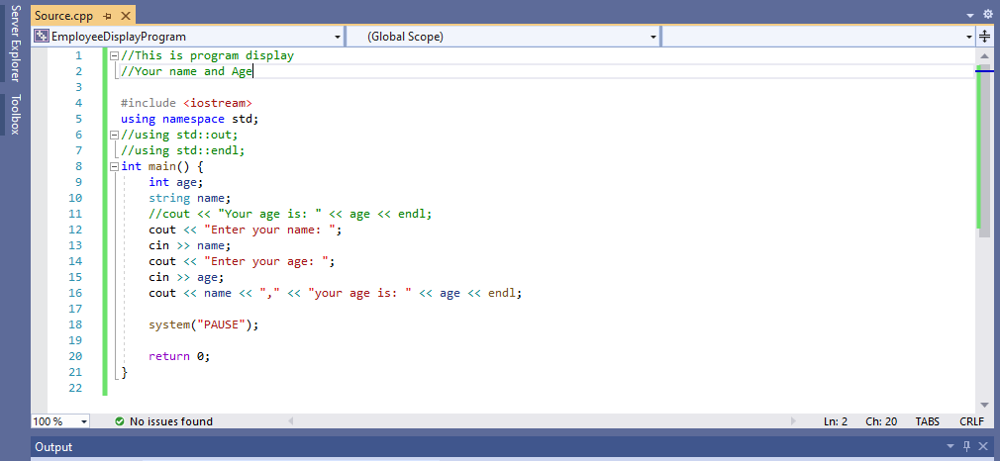 Server Explorer
Toolbox
Source.cpp
EmployeeDisplayProgram
(Global Scope)
1 //This is program display
2 //Your name and Age
3
4 #include <iostream>
5 using namespace std;
6 //using std::out;
7 //using std::endl;
8 int main() {
9 int age;
10 string name;
11 //cout << "Your age is: " << age << endl;
12 cout << "Enter your name: ";
13 cin >> name;
14 cout << "Enter your age: ";
15 cin >> age;
16 cout << name << "," << "your age is: " << age << endl;
17
18 system("PAUSE");
19
20 return 0;
21 }
22
100 % No issues found Ln: 2 Ch: 20 TABS CRLF
Output